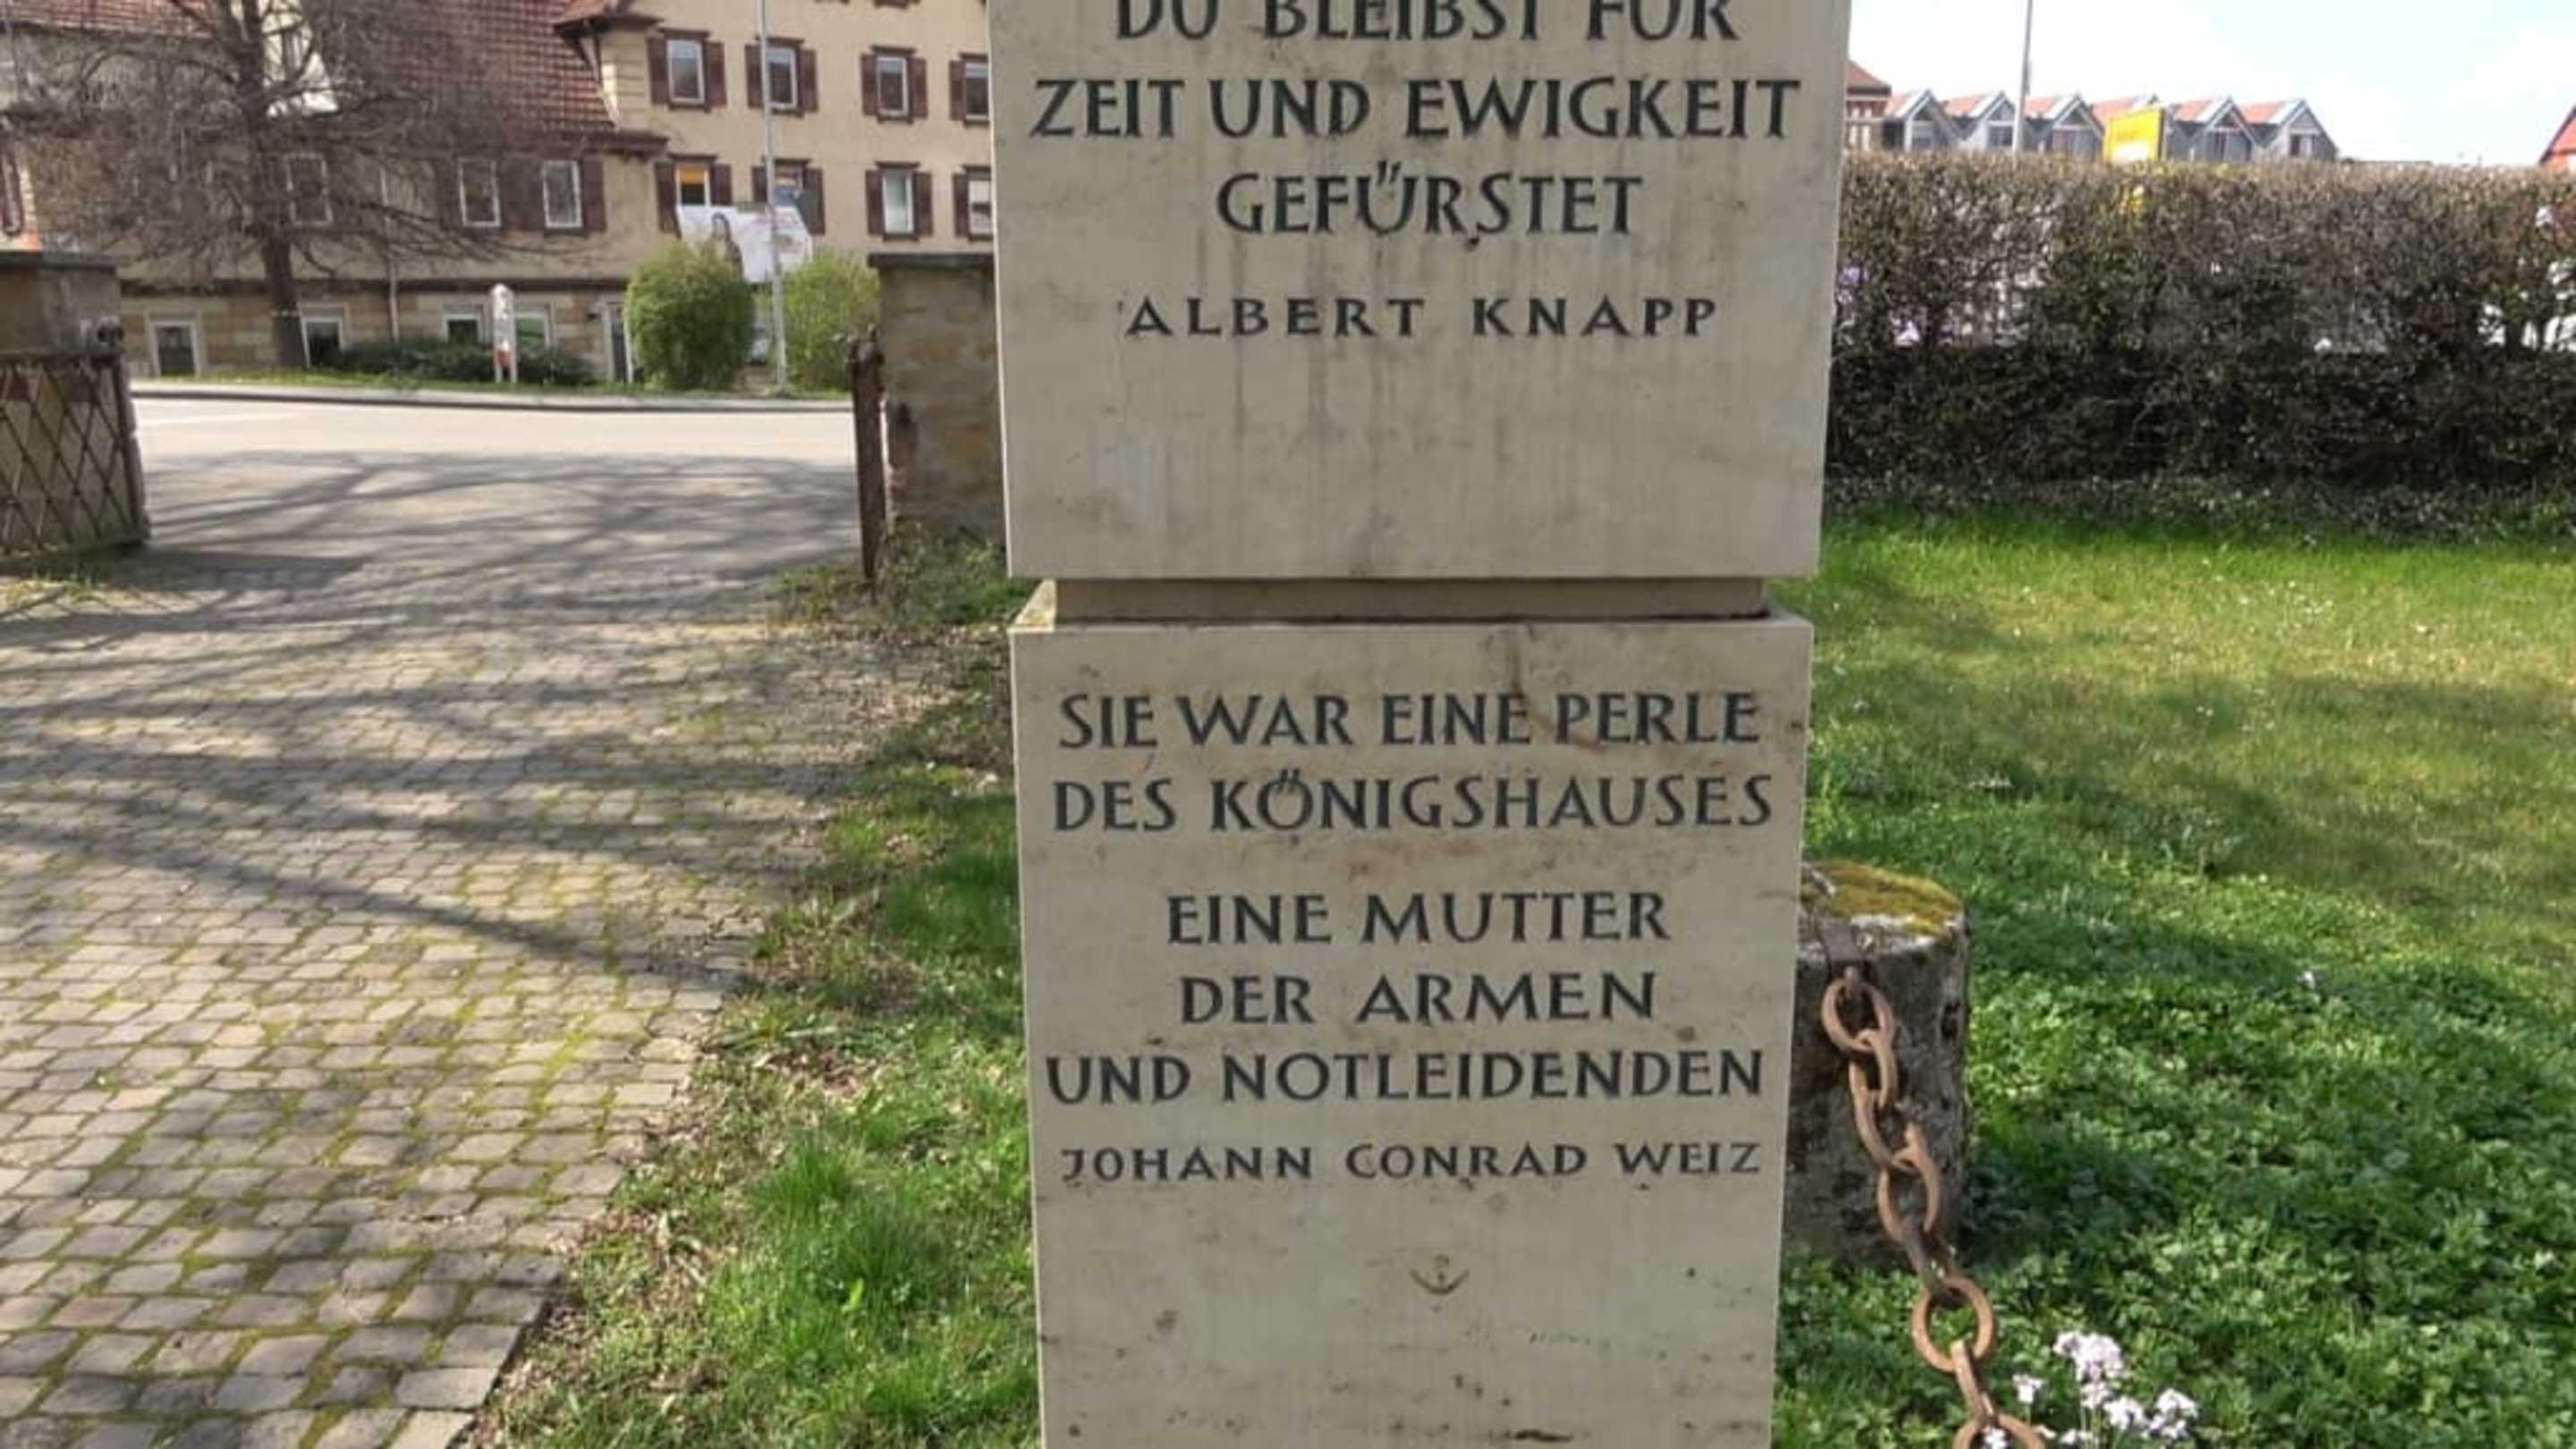 DU BLEIBST FÜR
ZEIT UND EWIGKEIT
GEFÜRSTET
ALBERT KNAPP
SIE WAR EINE PERLE
DES KÖNIGSHAUSES
EINE MUTTER
DER ARMEN
UND NOTLEIDENDEN
JOHANN CONRAD WEIZ